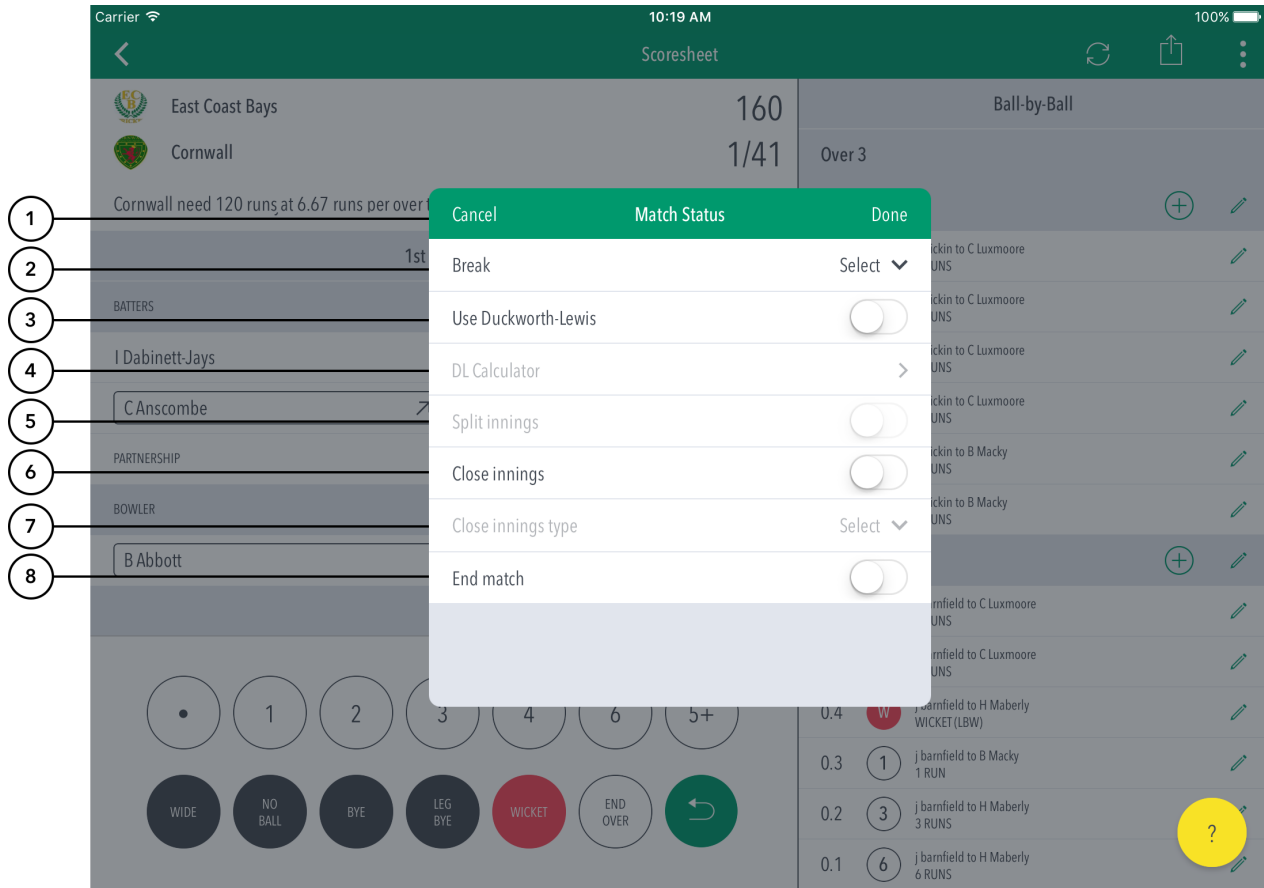 Carrier 10:19 AM 100%
Scoresheet
East Coast Bays 160
Cornwall 1/41
Cornwall need 120 runs at 6.67 runs per over
1st
BATTERS
I Dabinett-Jays
C Anscombe
PARTNERSHIP
BOWLER
B Abbott
1
2
3
4
5
6
7
8
Cancel Match Status Done
Break Select
Use Duckworth-Lewis
DL Calculator
Split innings
Close innings
Close innings type Select
End match
1 2 3 4 6 5+
WIDE
NO BALL
BYE
LEG BYE
WICKET
END OVER
Ball-by-Ball
Over 3
ickin to C Luxmoore
UNS
ickin to C Luxmoore
UNS
ickin to C Luxmoore
UNS
ickin to C Luxmoore
UNS
ickin to B Macky
UNS
ickin to B Macky
UNS
rnfield to C Luxmoore
UNS
rnfield to C Luxmoore
UNS
0.4 W j barnfield to H Maberly
WICKET (LBW)
0.3 1 j barnfield to B Macky
1 RUN
0.2 3 j barnfield to H Maberly
3 RUNS
0.1 6 j barnfield to H Maberly
6 RUNS
?